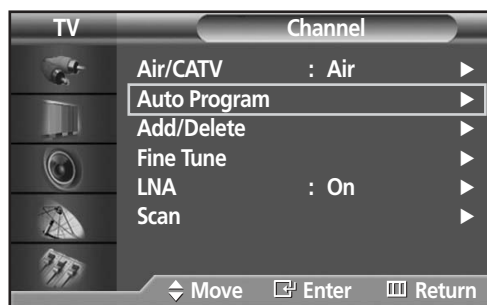 TV Channel
Air/CATV : Air
Auto Program
Add/Delete
Fine Tune
LNA : On
Scan
Move Enter Return